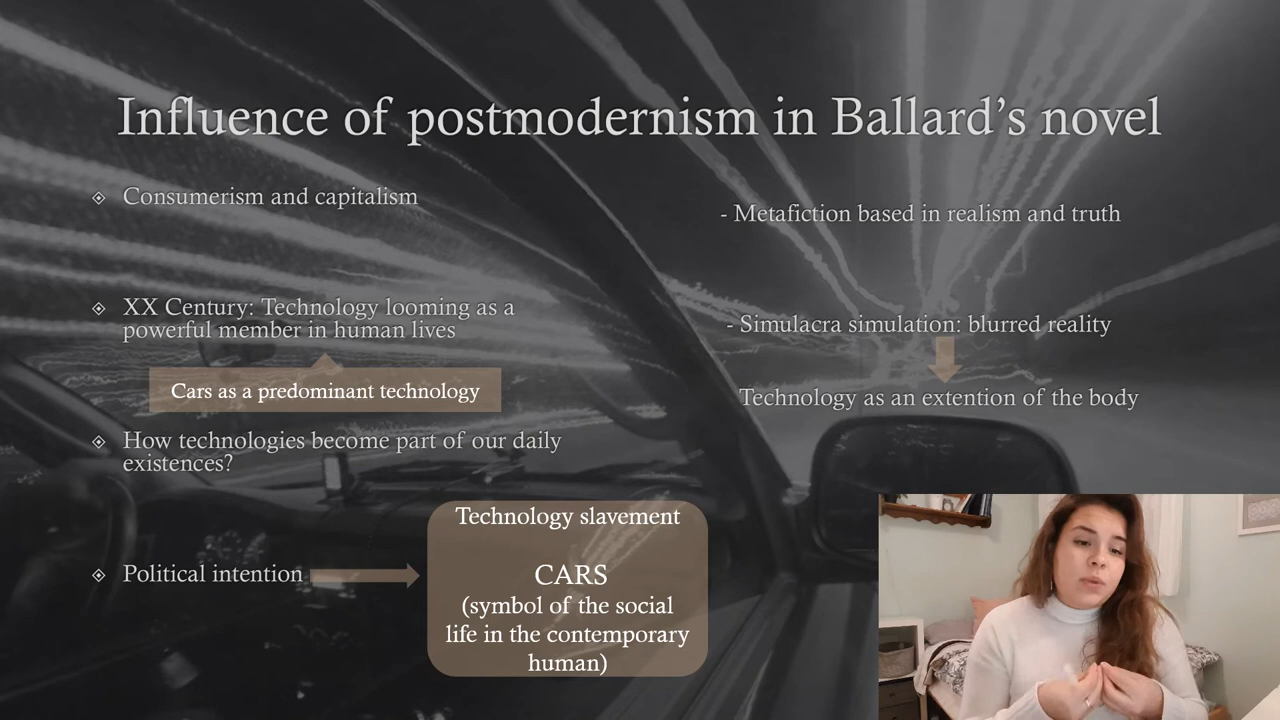 Influence of postmodernism in Ballard's novel
Consumerism and capitalism
XX Century: Technology looming as a
powerful member in human lives
Cars as a predominant technology
How technologies become part of our daily
existences?
Political intention
Technology slavement
CARS
(symbol of the social
life in the contemporary
human)
- Metafiction based in realism and truth
- Simulacra simulation: blurred reality
Technology as an extention of the body